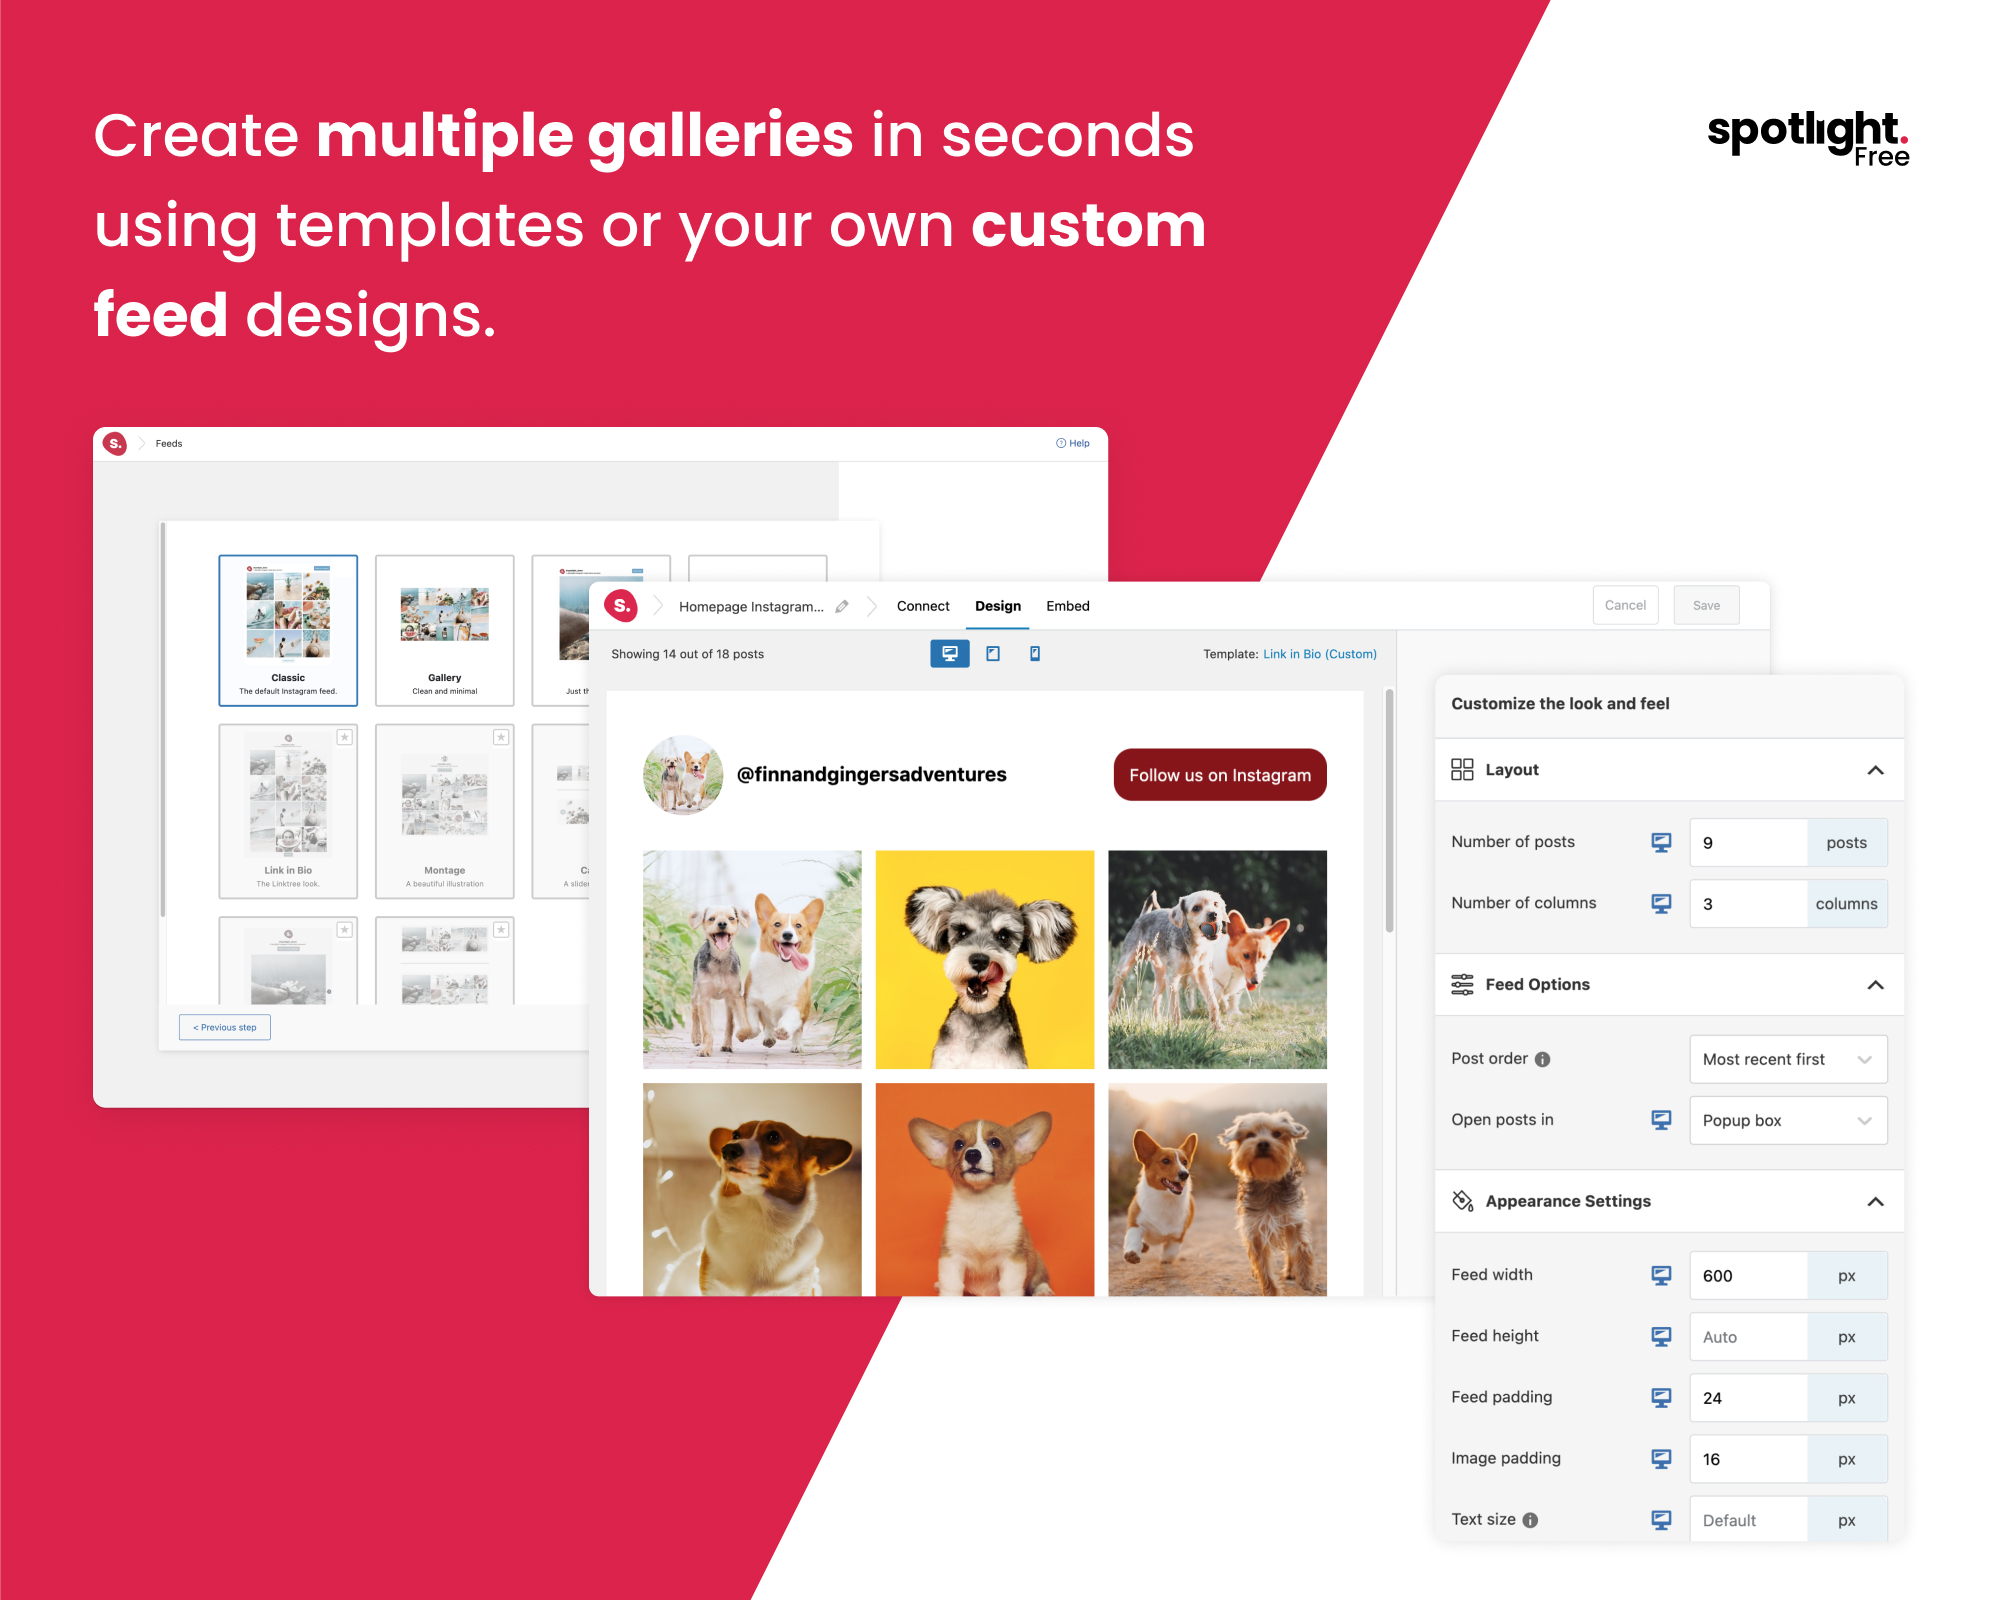 Create multiple galleries in seconds
using templates or your own custom
feed designs.
spotlight.
Free
s.
Feeds
Help
Classic
The default Instagram feed.
Gallery
Clean and minimal
Just
Link in Bio
The Linktree look.
Montage
A beautiful illustration
A slider
< Previous step
s.
Homepage Instagram...
Connect
Design
Embed
Cancel
Save
Showing 14 out of 18 posts
Template: Link in Bio (Custom)
@finnandgingersadventures
Follow us on Instagram
Customize the look and feel
Layout
Number of posts
9
posts
Number of columns
3
columns
Feed Options
Post order
Most recent first
Open posts in
Popup box
Appearance Settings
Feed width
600
px
Feed height
Auto
px
Feed padding
24
px
Image padding
16
px
Text size
Default
px